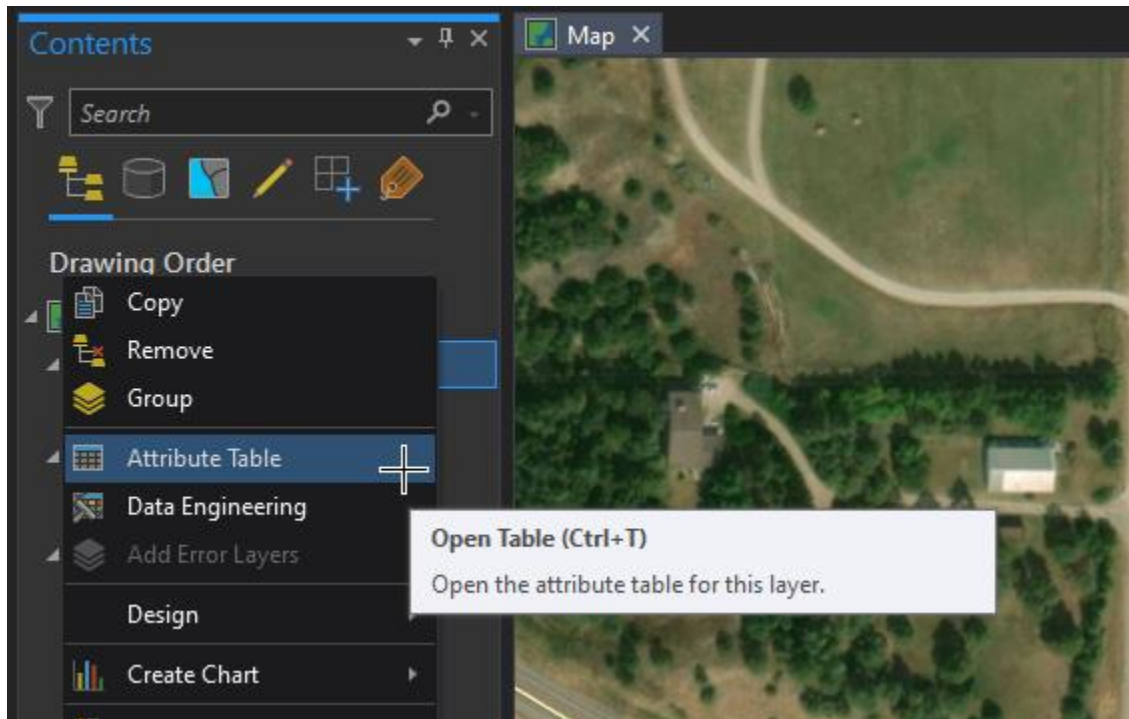 Contents
Map
Search
Drawing Order
Copy
Remove
Group
Attribute Table
Data Engineering
Open Table (Ctrl+T)
Add Error Layers
Open the attribute table for this layer.
Design
Create Chart